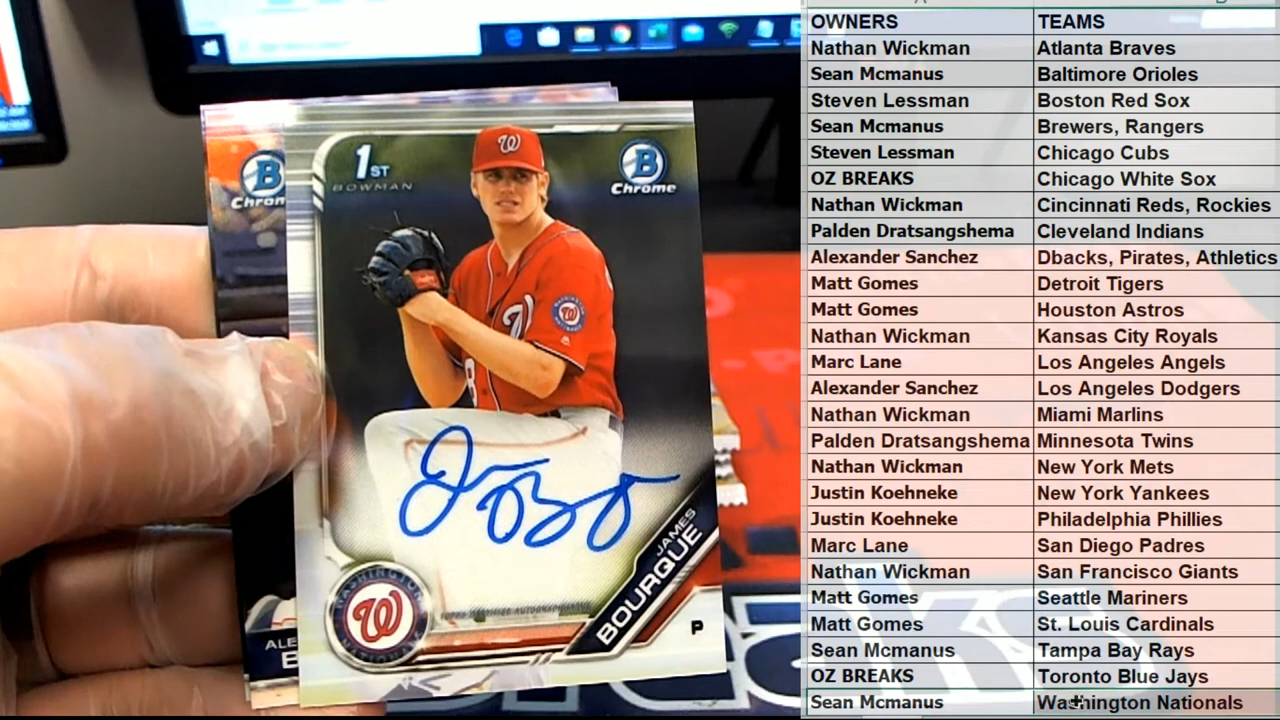 1ST
BOWMAN
B
Chrome
W
B
Chrom
W
JAMES
BOURQUE
WASHINGTON
W
NATIONALS
P
ALE
B
OWNERS TEAMS
Nathan Wickman Atlanta Braves
Sean Mcmanus Baltimore Orioles
Steven Lessman Boston Red Sox
Sean Mcmanus Brewers, Rangers
Steven Lessman Chicago Cubs
OZ BREAKS Chicago White Sox
Nathan Wickman Cincinnati Reds, Rockies
Palden Dratsangshema Cleveland Indians
Alexander Sanchez Dbacks, Pirates, Athletics
Matt Gomes Detroit Tigers
Matt Gomes Houston Astros
Nathan Wickman Kansas City Royals
Marc Lane Los Angeles Angels
Alexander Sanchez Los Angeles Dodgers
Nathan Wickman Miami Marlins
Palden Dratsangshema Minnesota Twins
Nathan Wickman New York Mets
Justin Koehneke New York Yankees
Justin Koehneke Philadelphia Phillies
Marc Lane San Diego Padres
Nathan Wickman San Francisco Giants
Matt Gomes Seattle Mariners
Matt Gomes St. Louis Cardinals
Sean Mcmanus Tampa Bay Rays
OZ BREAKS Toronto Blue Jays
Sean Mcmanus Washington Nationals